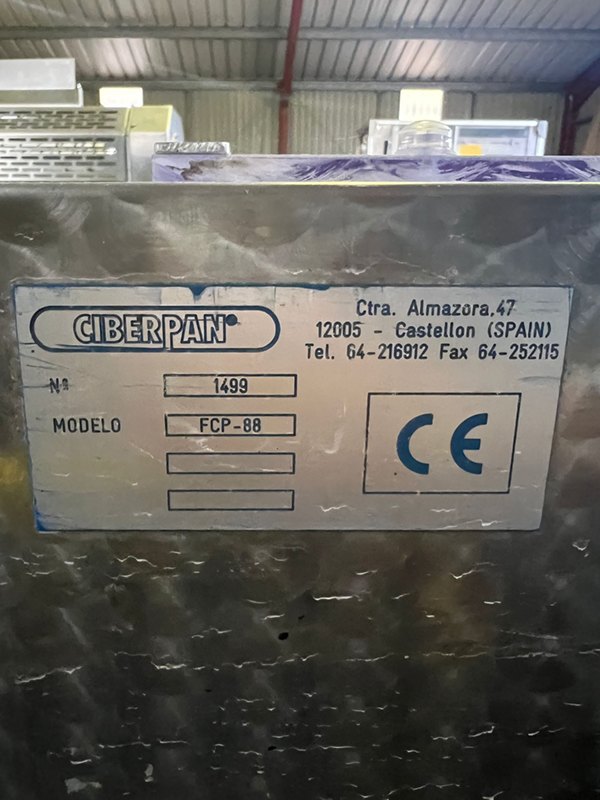 CIBERPAN®
Ctra. Almazora,47
12005 - Castellon (SPAIN)
Tel. 64-216912 Fax 64-252115
Nº 1499
MODELO FCP-88
CE